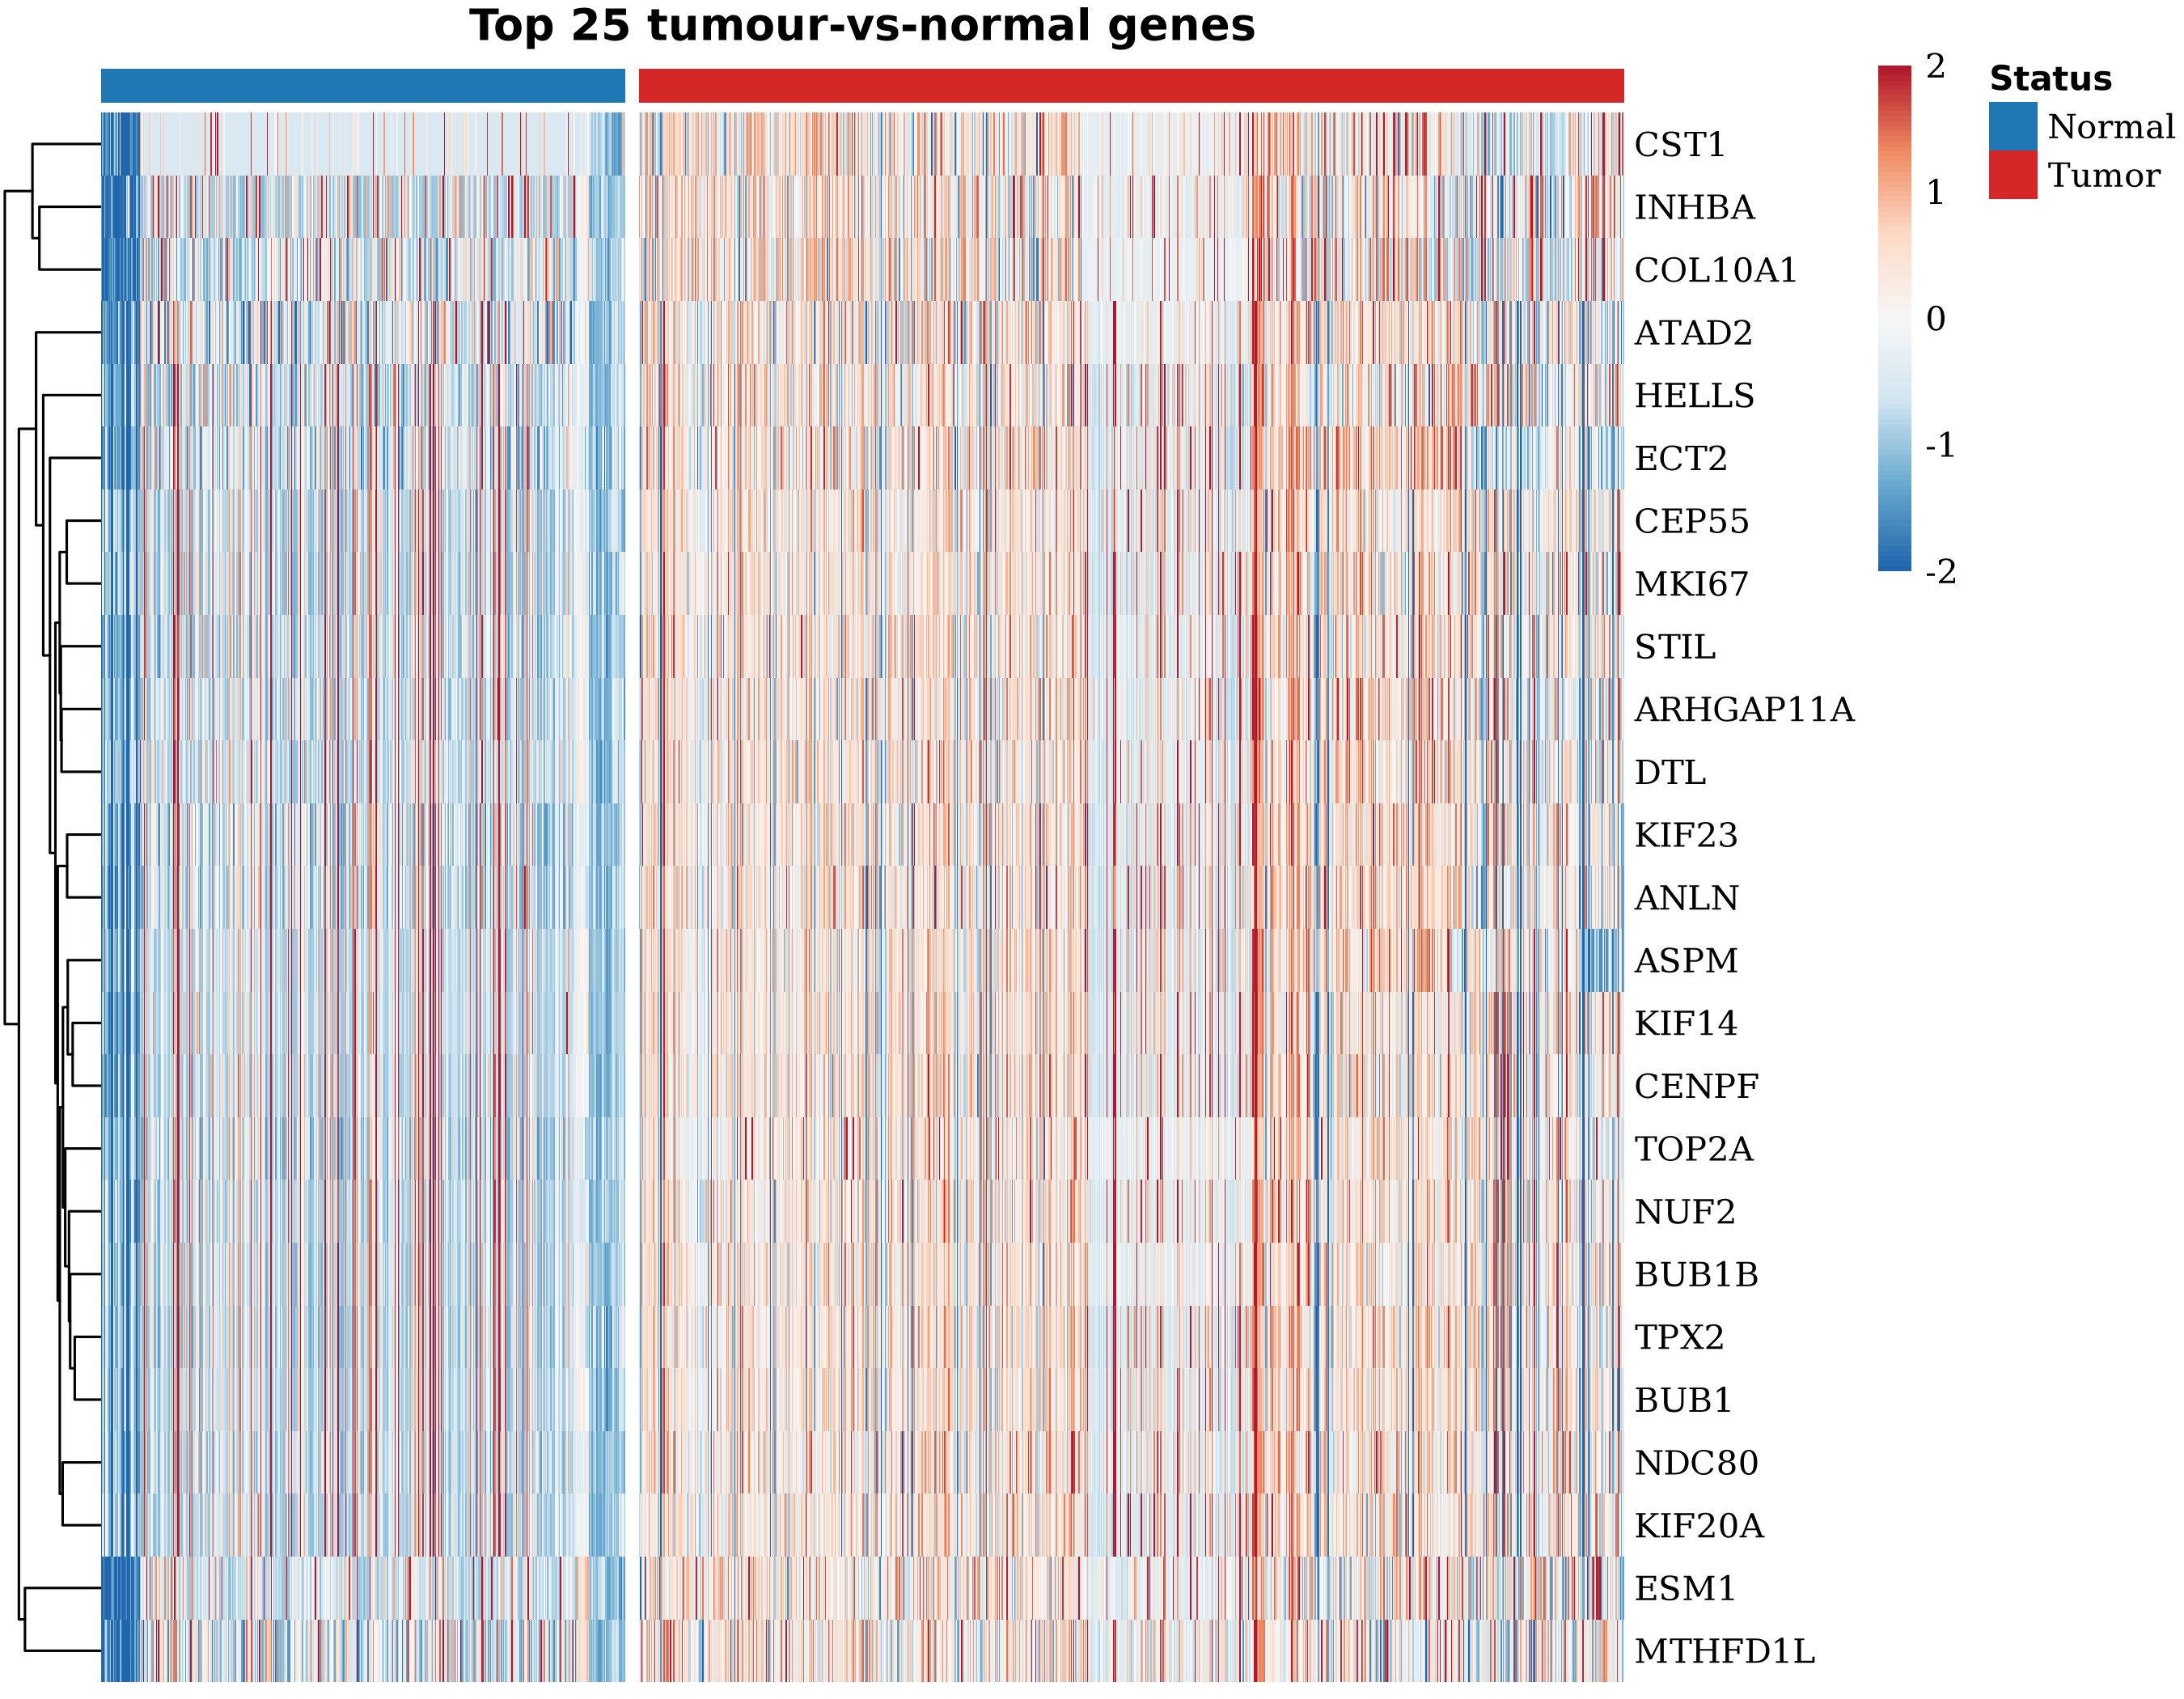 Top 25 tumour-vs-normal genes
CST1
INHBA
COL10A1
ATAD2
HELLS
ECT2
CEP55
MKI67
STIL
ARHGAP11A
DTL
KIF23
ANLN
ASPM
KIF14
CENPF
TOP2A
NUF2
BUB1B
TPX2
BUB1
NDC80
KIF20A
ESM1
MTHFD1L
2
1
0
-1
-2
Status
Normal
Tumor